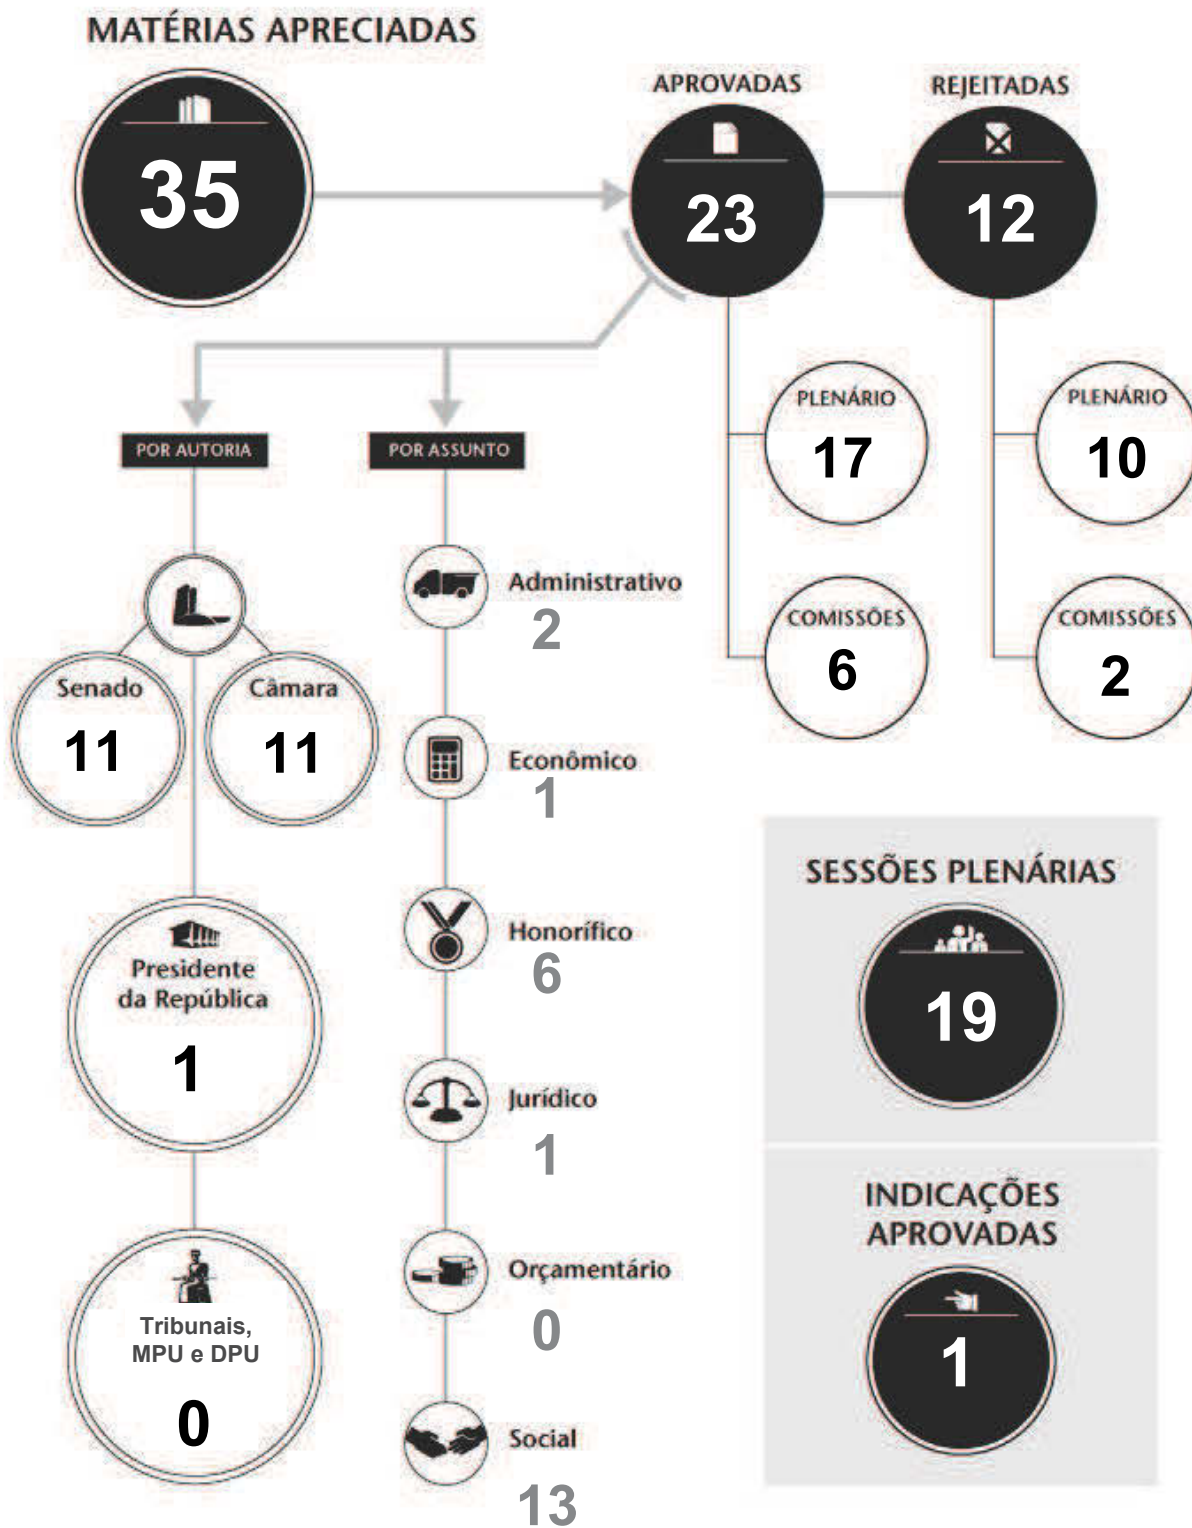 MATÉRIAS APRECIADAS
35
APROVADAS
23
REJEITADAS
12
PLENÁRIO
17
PLENÁRIO
10
COMISSÕES
6
COMISSÕES
2
POR AUTORIA
Senado
11
Câmara
11
Presidente
da República
1
Tribunais,
MPU e DPU
0
POR ASSUNTO
Administrativo
2
Econômico
1
Honorífico
6
Jurídico
1
Orçamentário
0
Social
13
SESSÕES PLENÁRIAS
19
INDICAÇÕES
APROVADAS
1